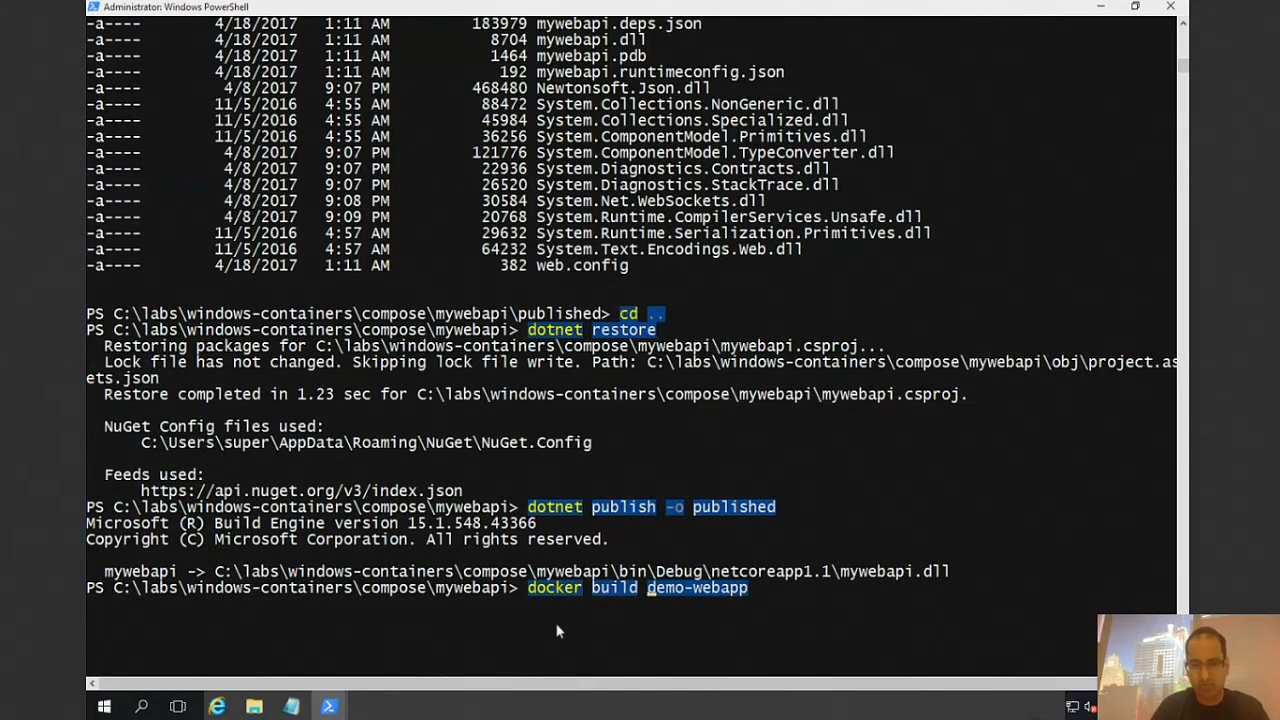 Administrator: Windows PowerShell
-a---- 4/18/2017 1:11 AM 183979 mywebapi.deps.json
-a---- 4/18/2017 1:11 AM 8704 mywebapi.dll
-a---- 4/18/2017 1:11 AM 1464 mywebapi.pdb
-a---- 4/18/2017 1:11 AM 192 mywebapi.runtimeconfig.json
-a---- 4/8/2017 9:07 PM 468480 Newtonsoft.Json.dll
-a---- 11/5/2016 4:55 AM 88472 System.Collections.NonGeneric.dll
-a---- 11/5/2016 4:55 AM 45984 System.Collections.Specialized.dll
-a---- 11/5/2016 4:55 AM 36256 System.ComponentModel.Primitives.dll
-a---- 4/8/2017 9:07 PM 121776 System.ComponentModel.TypeConverter.dll
-a---- 4/8/2017 9:07 PM 22936 System.Diagnostics.Contracts.dll
-a---- 4/8/2017 9:07 PM 26520 System.Diagnostics.StackTrace.dll
-a---- 4/8/2017 9:08 PM 30584 System.Net.WebSockets.dll
-a---- 4/8/2017 9:09 PM 20768 System.Runtime.CompilerServices.Unsafe.dll
-a---- 11/5/2016 4:57 AM 29632 System.Runtime.Serialization.Primitives.dll
-a---- 11/5/2016 4:57 AM 64232 System.Text.Encodings.Web.dll
-a---- 4/18/2017 1:11 AM 382 web.config
PS C:\labs\windows-containers\compose\mywebapi\published> cd ..
PS C:\labs\windows-containers\compose\mywebapi> dotnet restore
Restoring packages for C:\labs\windows-containers\compose\mywebapi\mywebapi.csproj...
Lock file has not changed. Skipping lock file write. Path: C:\labs\windows-containers\compose\mywebapi\obj\project.ass
ets.json
Restore completed in 1.23 sec for C:\labs\windows-containers\compose\mywebapi\mywebapi.csproj.
NuGet Config files used:
C:\Users\super\AppData\Roaming\NuGet\NuGet.Config
Feeds used:
https://api.nuget.org/v3/index.json
PS C:\labs\windows-containers\compose\mywebapi> dotnet publish -o published
Microsoft (R) Build Engine version 15.1.548.43366
Copyright (C) Microsoft Corporation. All rights reserved.
mywebapi -> C:\labs\windows-containers\compose\mywebapi\bin\Debug\netcoreapp1.1\mywebapi.dll
PS C:\labs\windows-containers\compose\mywebapi> docker build demo-webapp